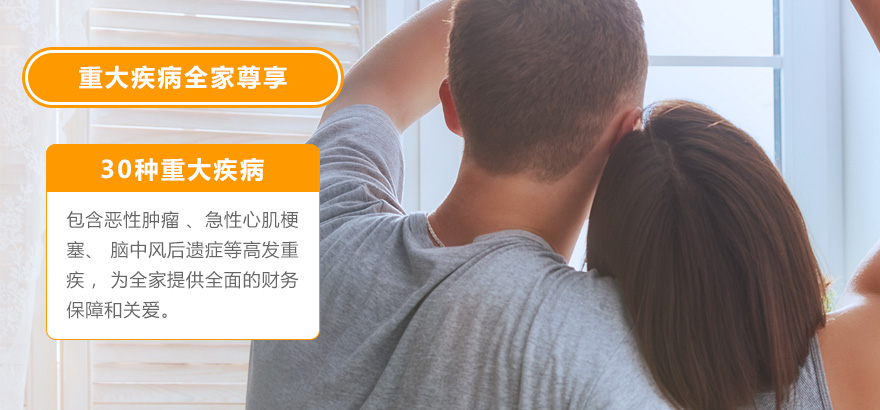 重大疾病全家尊享
30种重大疾病
包含恶性肿瘤 、急性心肌梗
塞、 脑中风后遗症等高发重
疾 ，为全家提供全面的财务
保障和关爱。